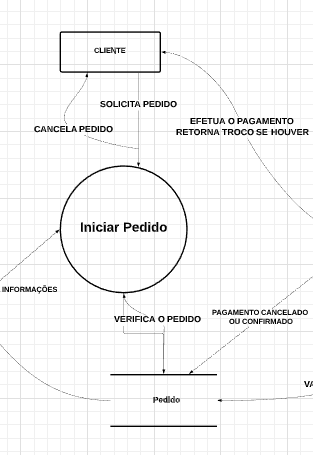 CLIENTE
SOLICITA PEDIDO
CANCELA PEDIDO
EFETUA O PAGAMENTO
RETORNA TROCO SE HOUVER
Iniciar Pedido
INFORMAÇÕES
VERIFICA O PEDIDO
PAGAMENTO CANCELADO
OU CONFIRMADO
VA
Pedido